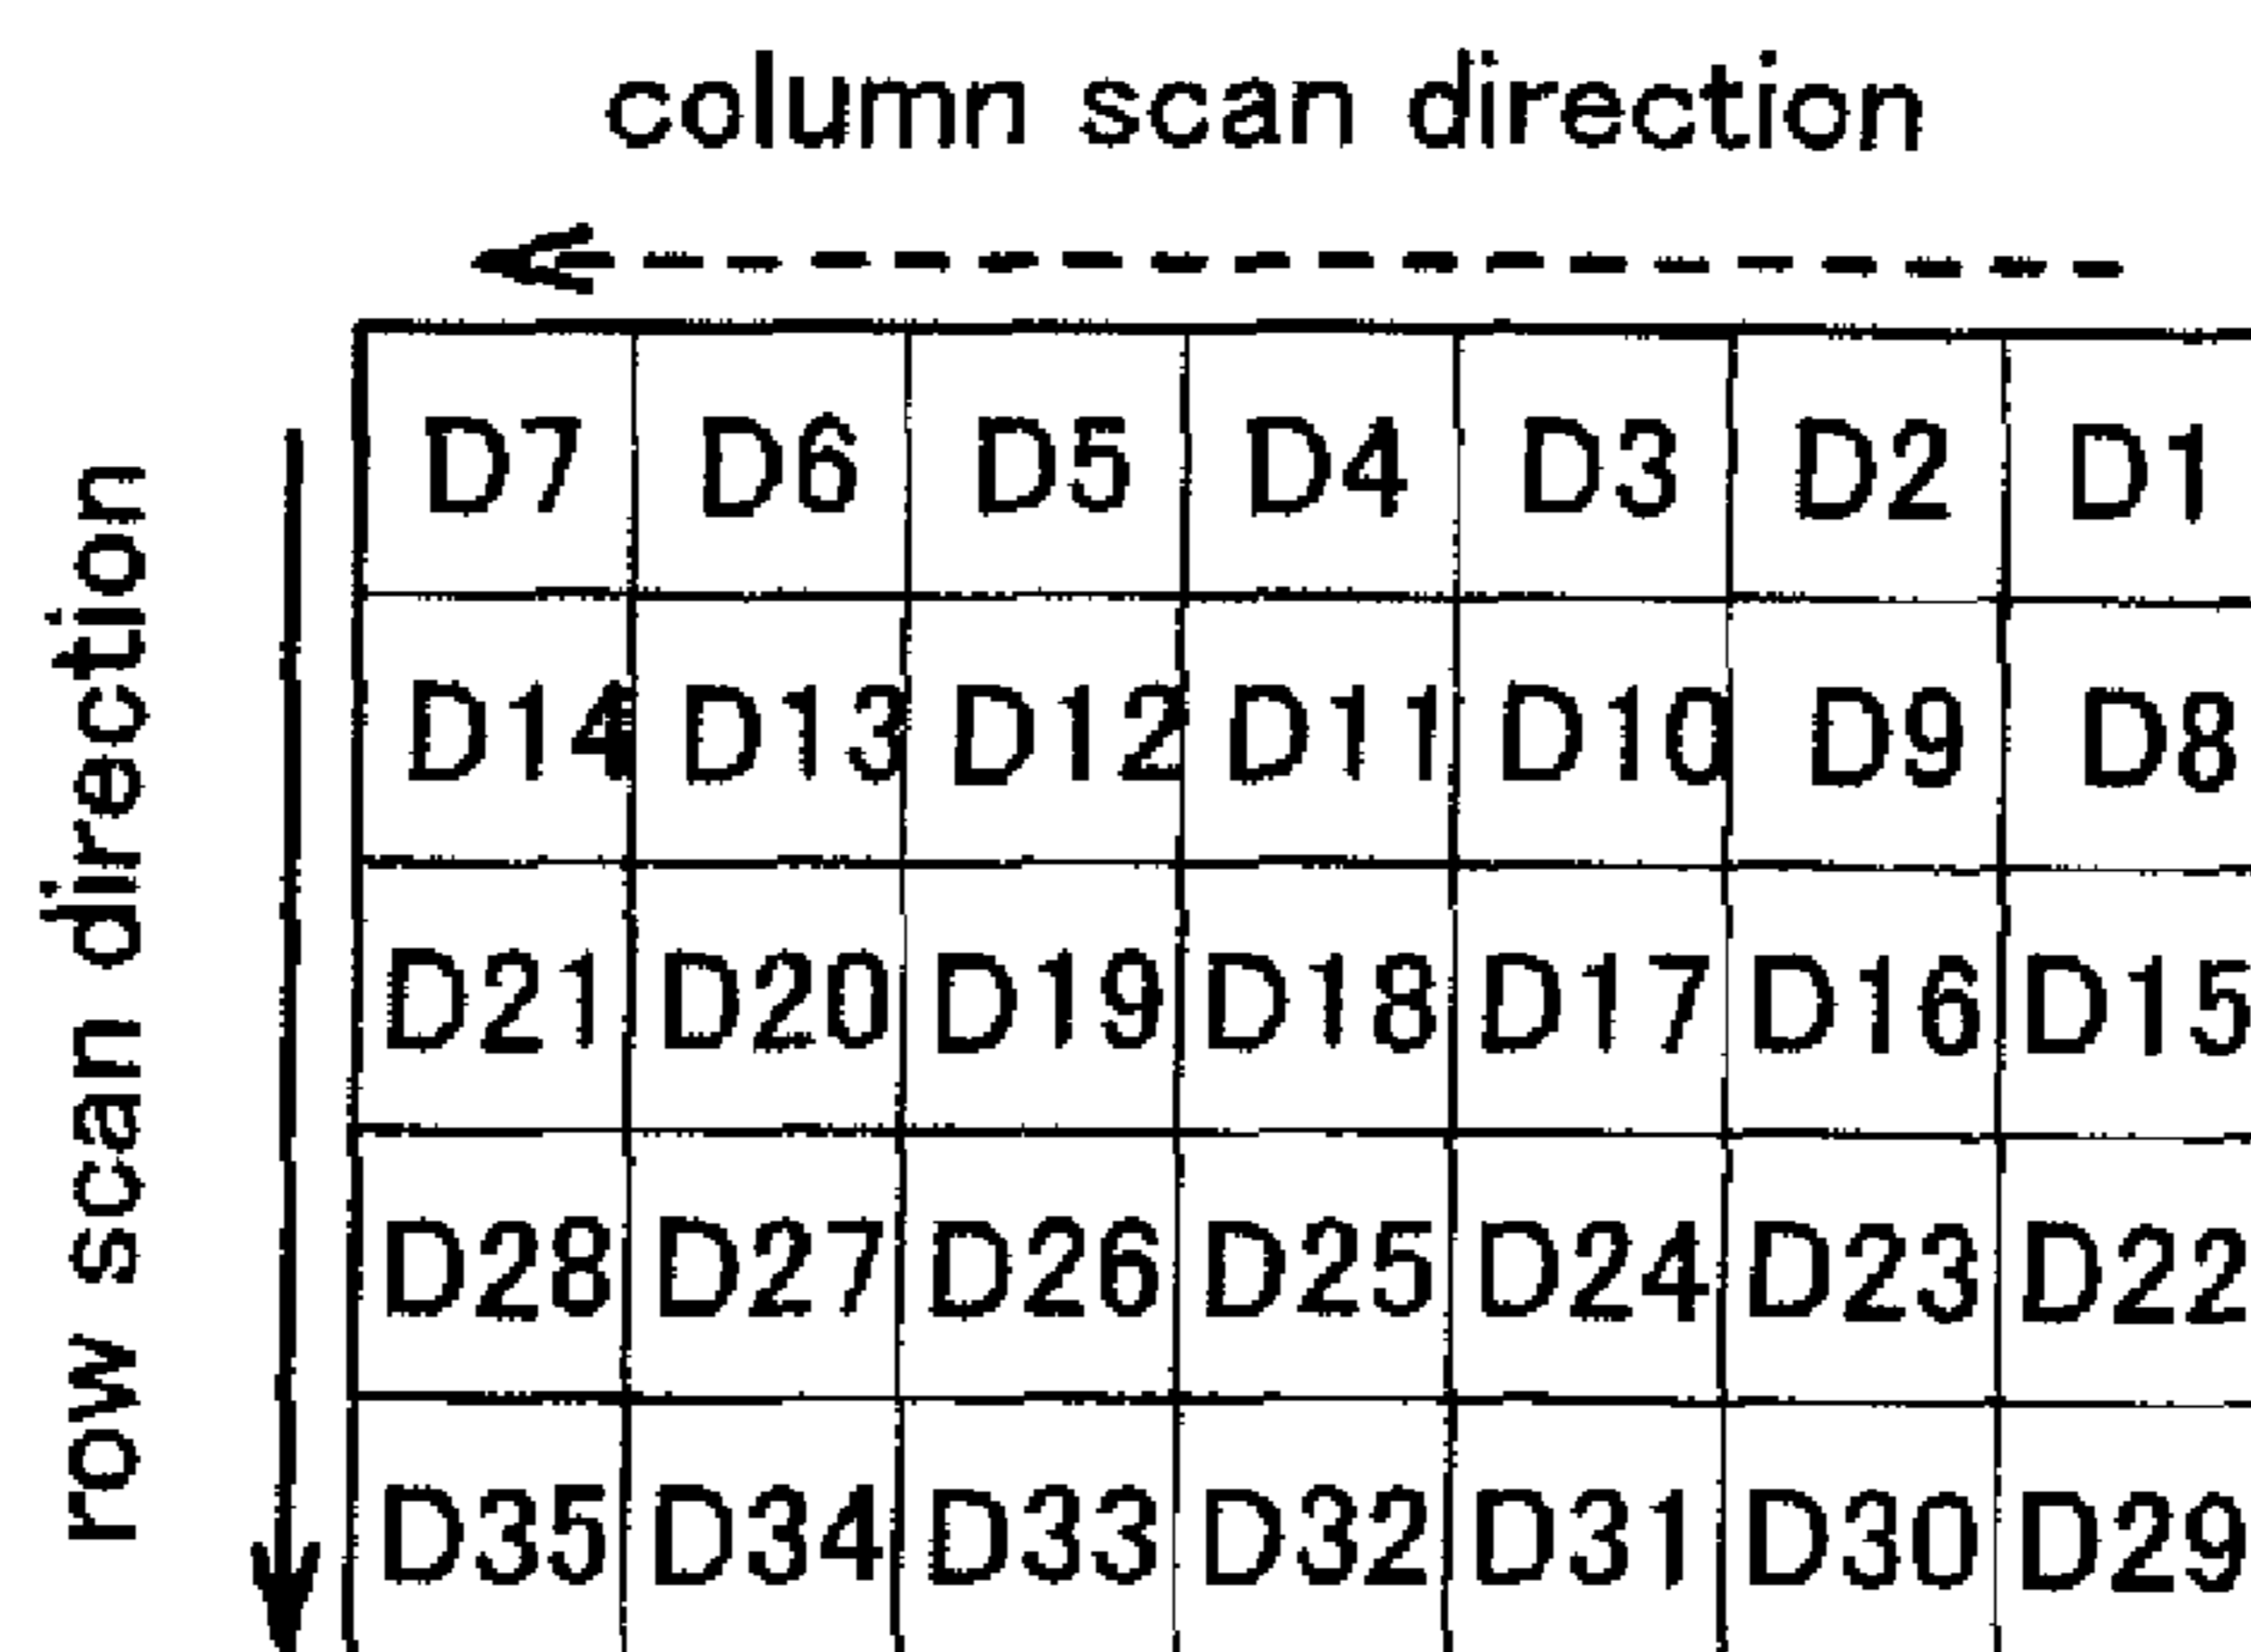 column scan direction
row scan direction
D7 D6 D5 D4 D3 D2 D1
D14 D13 D12 D11 D10 D9 D8
D21 D20 D19 D18 D17 D16 D15
D28 D27 D26 D25 D24 D23 D22
D35 D34 D33 D32 D31 D30 D29